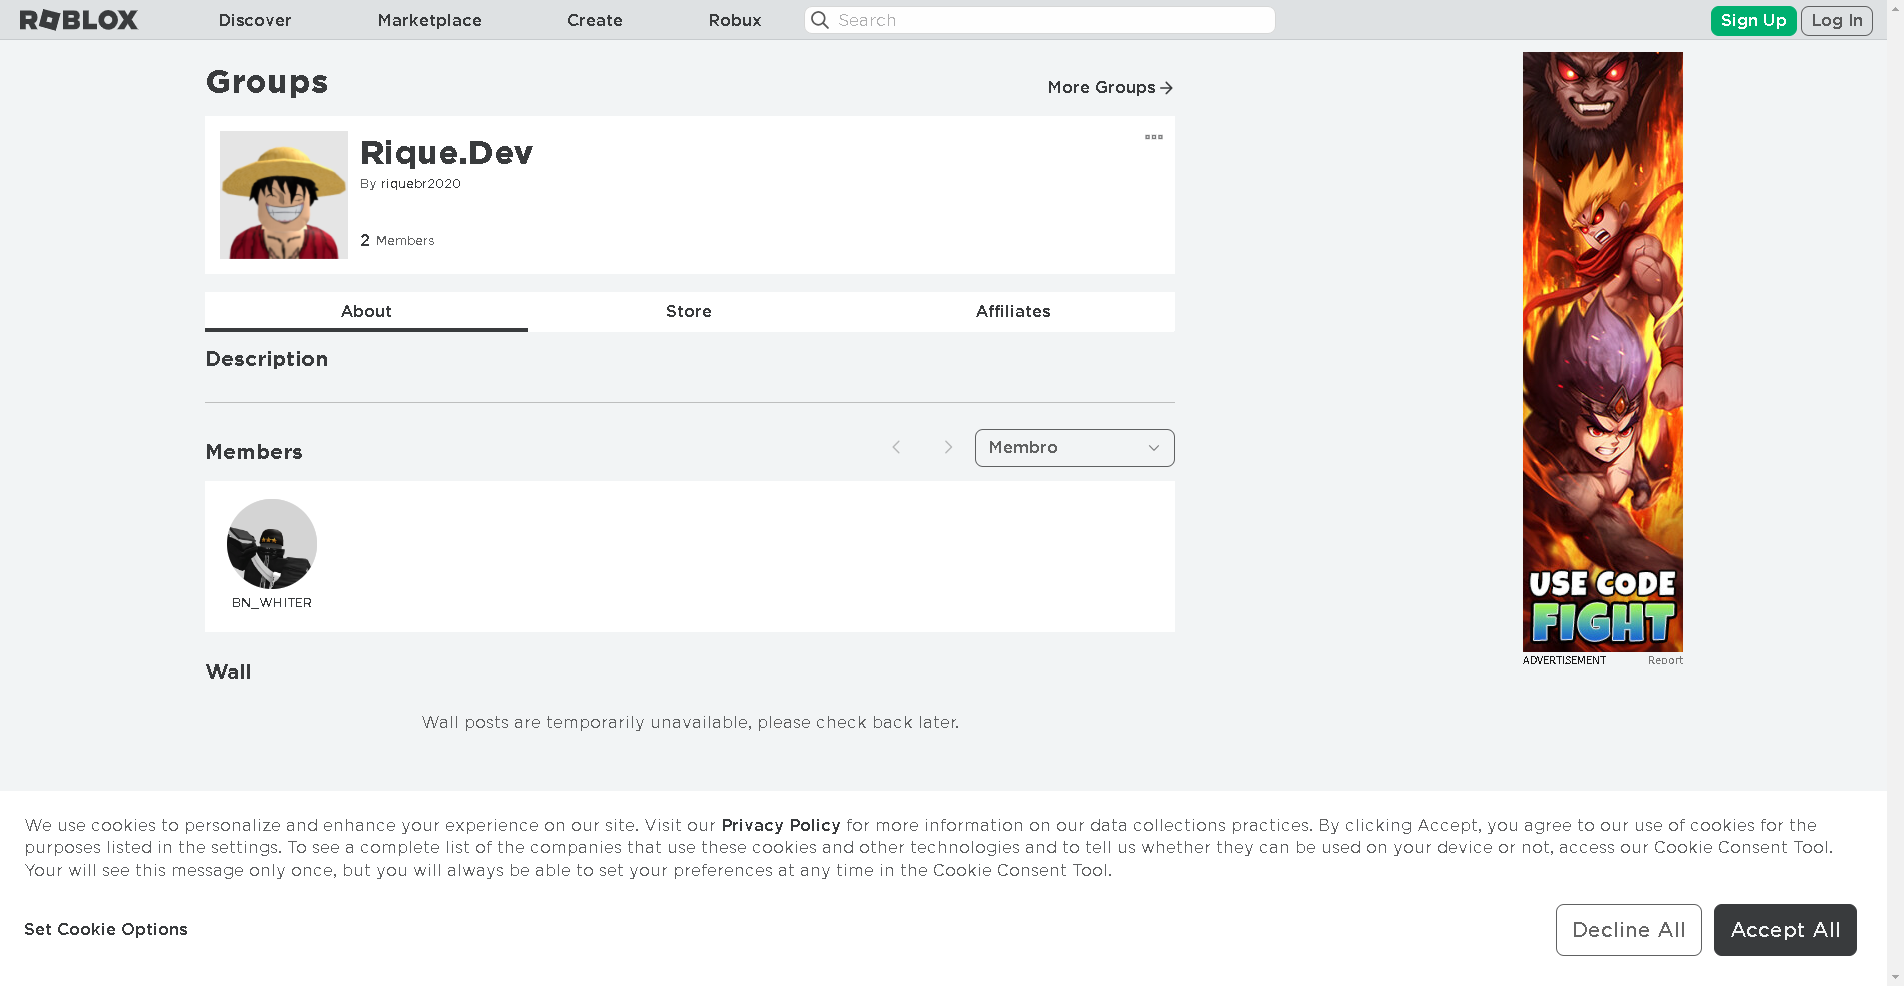 ROBLOX
Discover
Marketplace
Create
Robux
Search
Sign Up
Log In
Groups
More Groups
Rique.Dev
By riquebr2020
2 Members
About
Store
Affiliates
Description
Members
Membro
BN_WHITER
Wall
Wall posts are temporarily unavailable, please check back later.
USE CODE
FIGHT
ADVERTISEMENT
Report
We use cookies to personalize and enhance your experience on our site. Visit our Privacy Policy for more information on our data collections practices. By clicking Accept, you agree to our use of cookies for the
purposes listed in the settings. To see a complete list of the companies that use these cookies and other technologies and to tell us whether they can be used on your device or not, access our Cookie Consent Tool.
Your will see this message only once, but you will always be able to set your preferences at any time in the Cookie Consent Tool.
Set Cookie Options
Decline All
Accept All